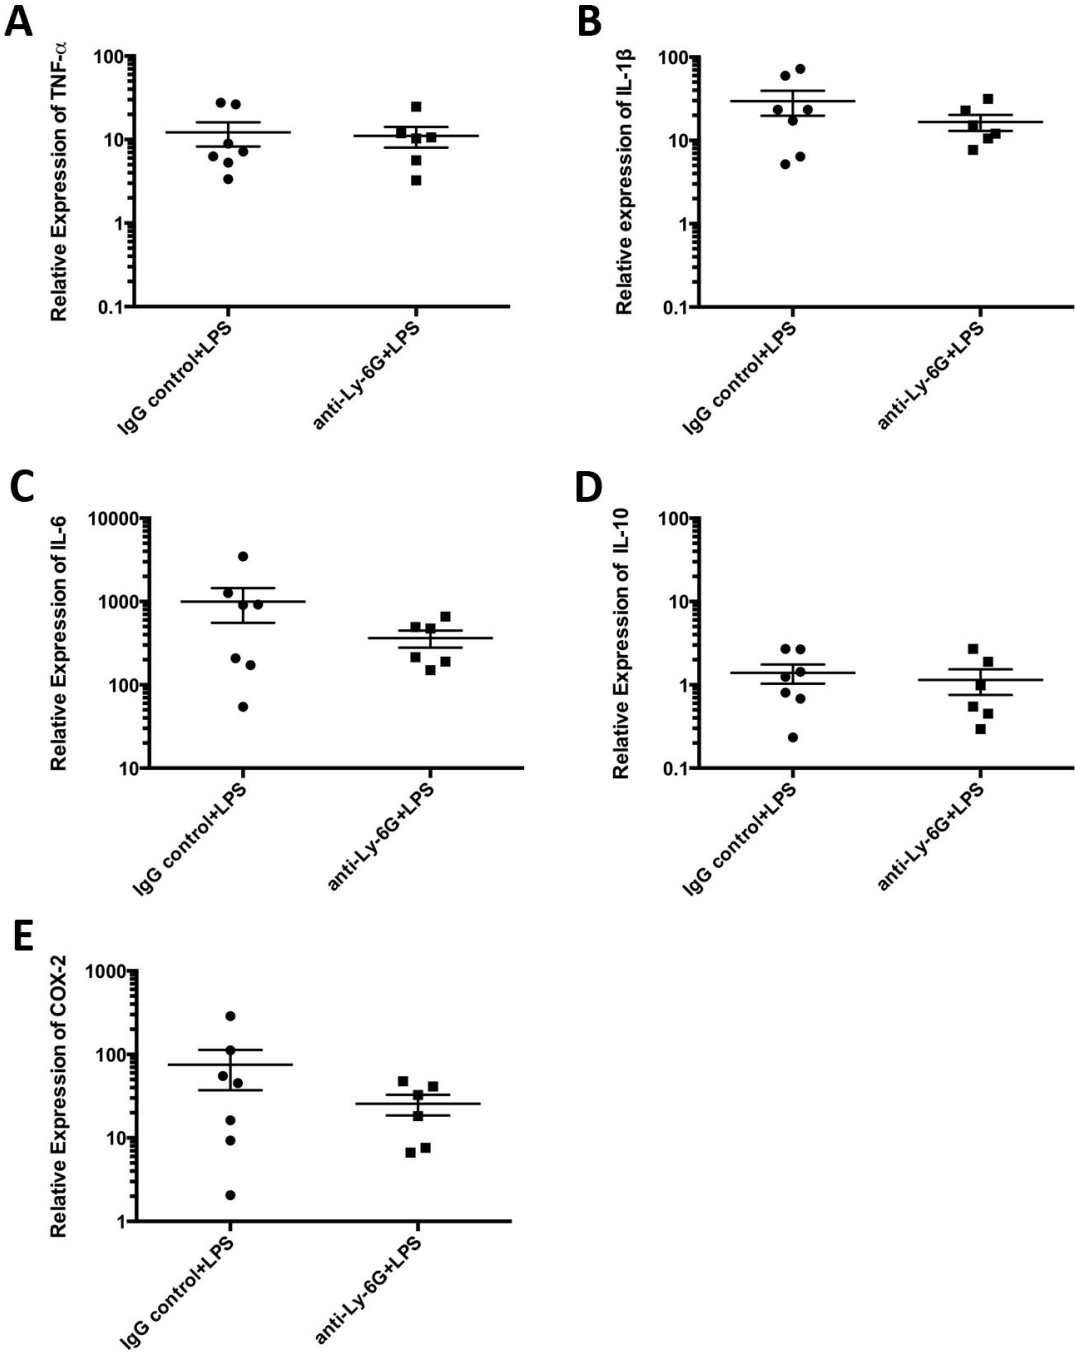 A
Relative Expression of TNF-α
100
10
1
0.1
IgG control+LPS
anti-Ly-6G+LPS
B
Relative expression of IL-1β
100
10
1
0.1
IgG control+LPS
anti-Ly-6G+LPS
C
Relative Expression of IL-6
10000
1000
100
10
IgG control+LPS
anti-Ly-6G+LPS
D
Relative Expression of IL-10
100
10
1
0.1
IgG control+LPS
anti-Ly-6G+LPS
E
Relative Expression of COX-2
1000
100
10
1
IgG control+LPS
anti-Ly-6G+LPS